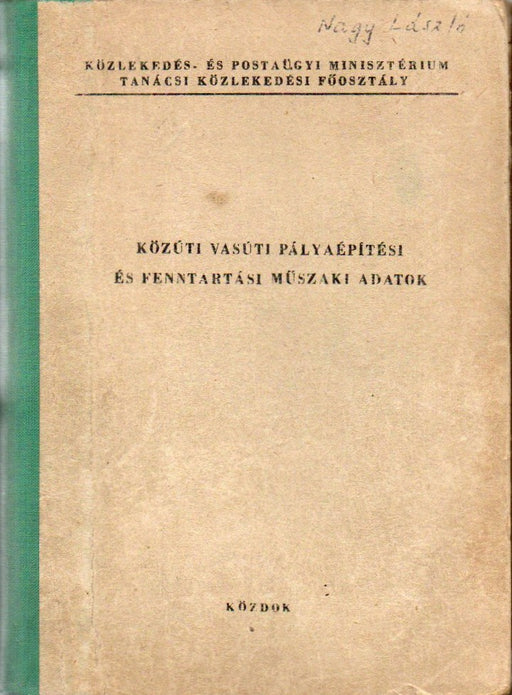 Nagy László
KÖZLEKEDÉS- ÉS POSTAÜGYI MINISZTÉRIUM
TANÁCSI KÖZLEKEDÉSI FŐOSZTÁLY
KÖZÚTI VASÚTI PÁLYAÉPÍTÉSI
ÉS FENNTARTÁSI MŰSZAKI ADATOK
KÖZDOK